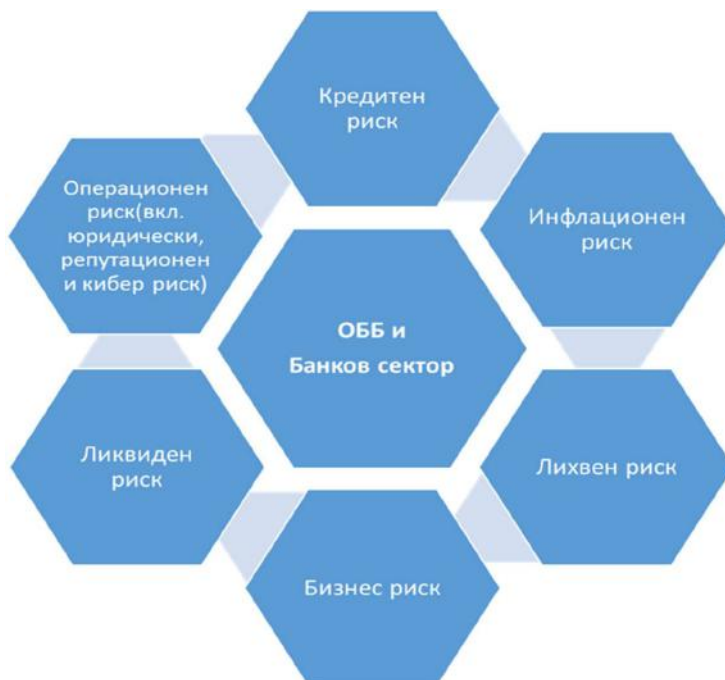 Кредитен
риск
Операционен
риск(вкл.
юридически,
репутационен
и кибер риск)
Инфлационен
риск
ОББ и
Банков сектор
Ликвиден
риск
Лихвен риск
Бизнес риск